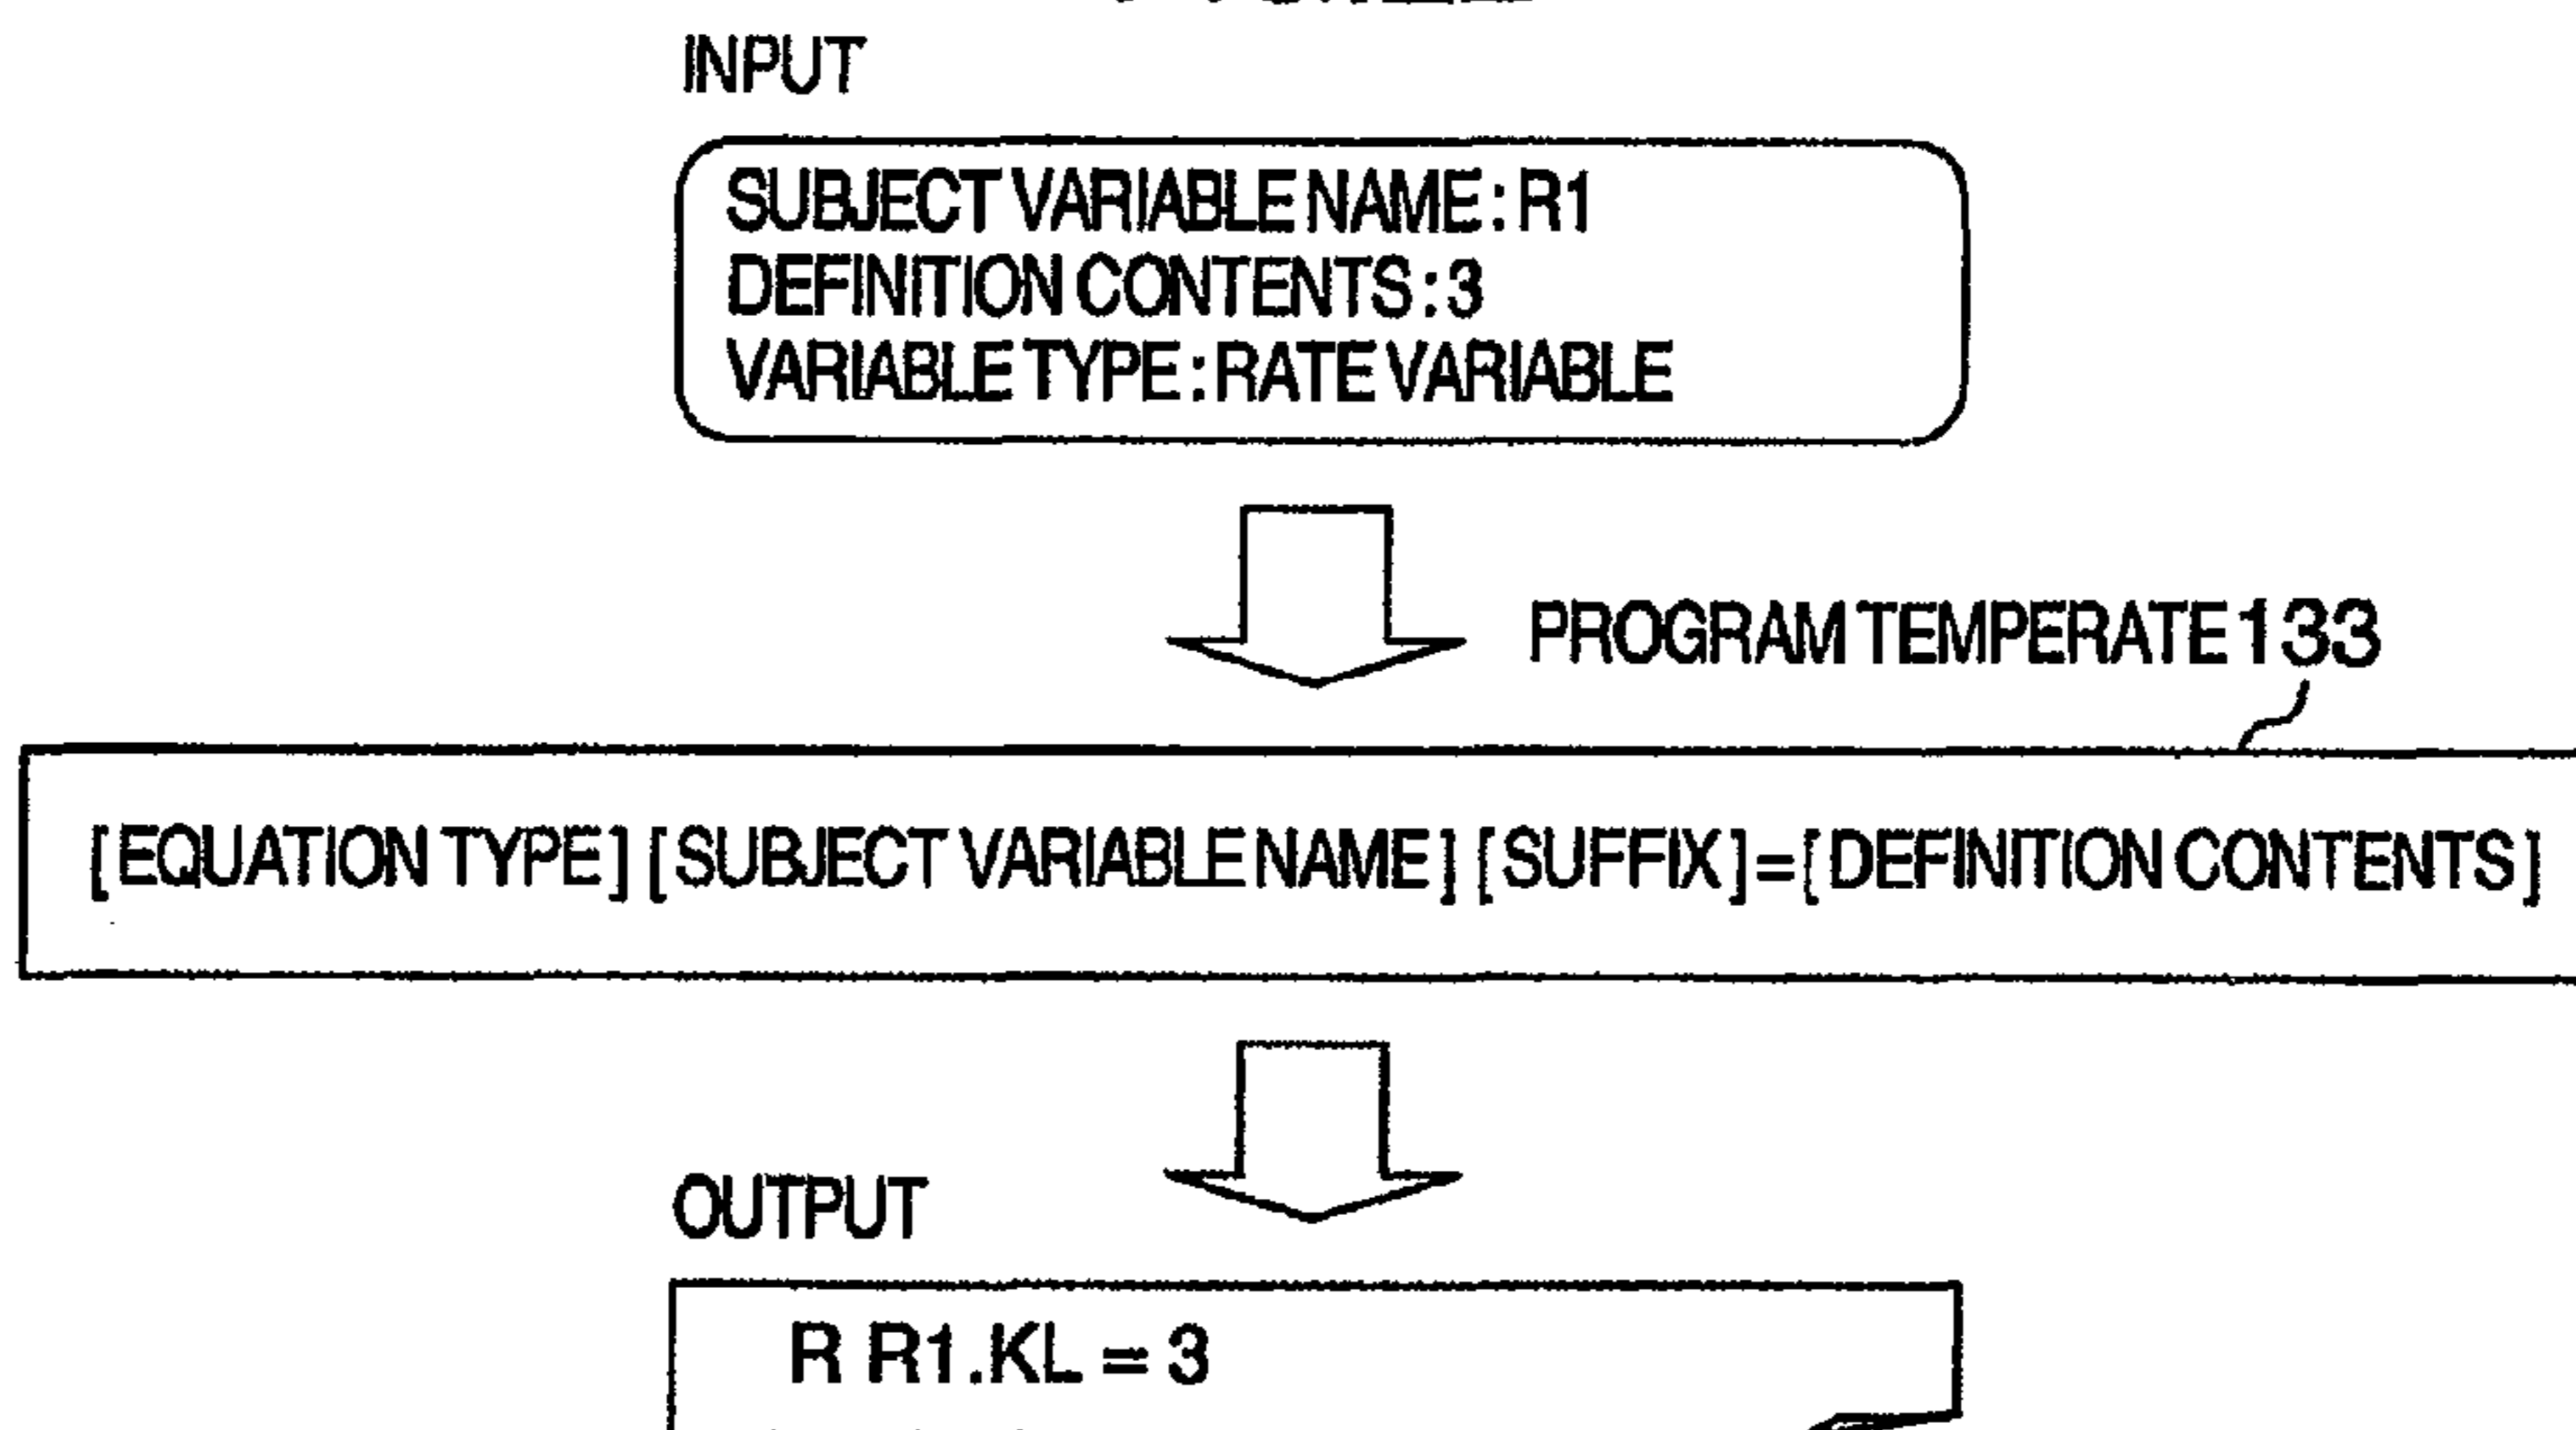 INPUT
SUBJECT VARIABLE NAME : R1
DEFINITION CONTENTS : 3
VARIABLE TYPE : RATE VARIABLE
PROGRAM TEMPERATE 133
[EQUATION TYPE] [SUBJECT VARIABLE NAME] [SUFFIX]=[DEFINITION CONTENTS]
OUTPUT
R R1.KL = 3